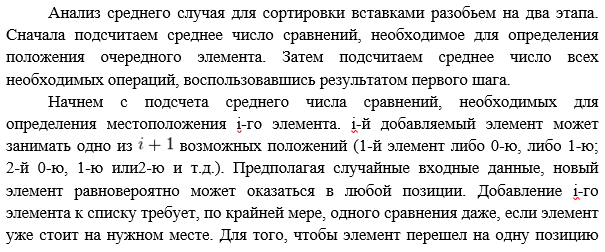 Анализ среднего случая для сортировки вставками разобьем на два этапа.
Сначала подсчитаем среднее число сравнений, необходимое для определения
положения очередного элемента. Затем подсчитаем среднее число всех
необходимых операций, воспользовавшись результатом первого шага.
Начнем с подсчета среднего числа сравнений, необходимых для
определения местоположения i-го элемента. i-й добавляемый элемент может
занимать одно из i + 1 возможных положений (1-й элемент либо 0-ю, либо 1-ю;
2-й 0-ю, 1-ю или2-ю и т.д.). Предполагая случайные входные данные, новый
элемент равновероятно может оказаться в любой позиции. Добавление i-го
элемента к списку требует, по крайней мере, одного сравнения даже, если элемент
уже стоит на нужном месте. Для того, чтобы элемент перешел на одну позицию